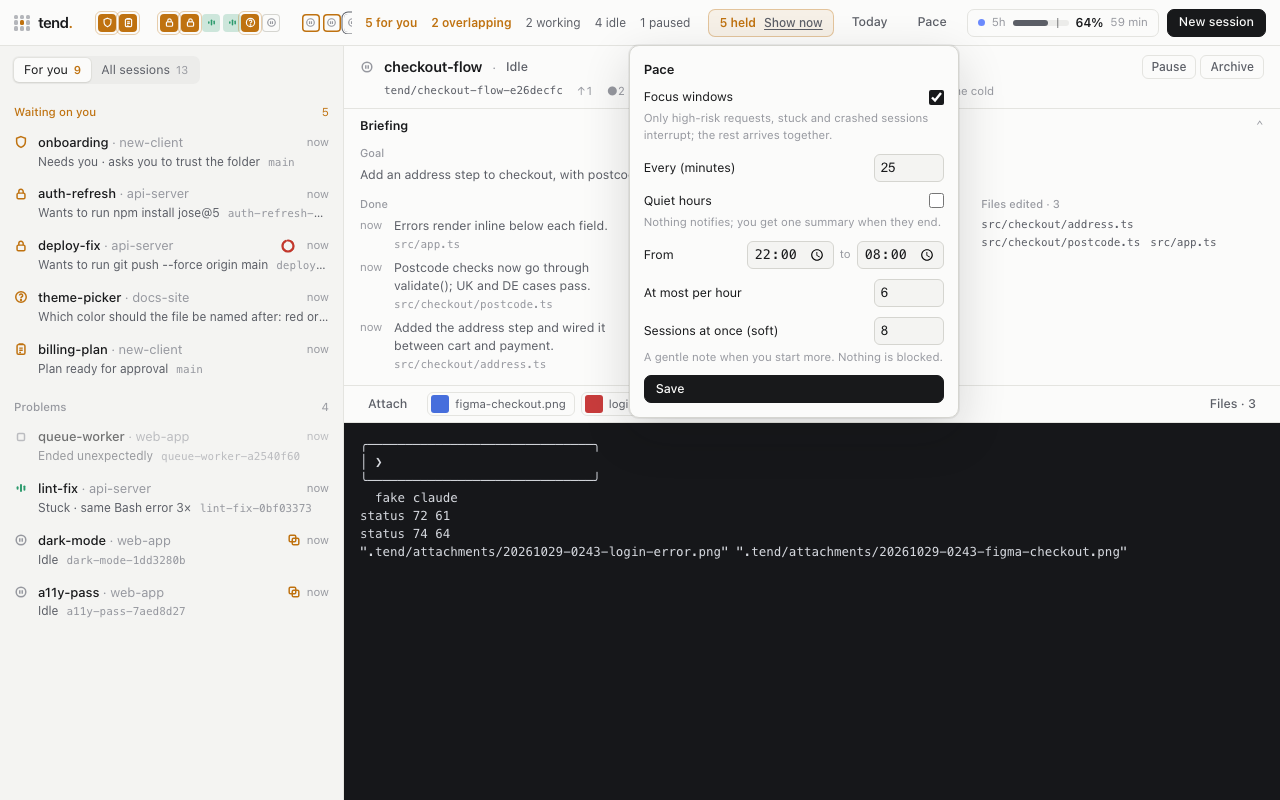 tend.
5 for you 2 overlapping 2 working 4 idle 1 paused
5 held Show now
Today
Pace
5h 64% 59 min
New session
For you 9
All sessions 13
Waiting on you 5
onboarding · new-client now
Needs you · asks you to trust the folder main
auth-refresh · api-server now
Wants to run npm install jose@5 auth-refresh-…
deploy-fix · api-server now
Wants to run git push --force origin main deploy…
theme-picker · docs-site now
Which color should the file be named after: red or…
billing-plan · new-client now
Plan ready for approval main
Problems 4
queue-worker · web-app now
Ended unexpectedly queue-worker-a2540f60
lint-fix · api-server now
Stuck · same Bash error 3× lint-fix-0bf03373
dark-mode · web-app now
Idle dark-mode-1dd3280b
a11y-pass · web-app now
Idle a11y-pass-7aed8d27
checkout-flow · Idle
Pause
Archive
tend/checkout-flow-e26decfc ↑1 ●2
cold
Briefing
Goal
Add an address step to checkout, with
Done
now Errors render inline below each field.
src/app.ts
now Postcode checks now go through
validate(); UK and DE cases pass.
src/checkout/postcode.ts
now Added the address step and wired it
between cart and payment.
src/checkout/address.ts
Files edited · 3
src/checkout/address.ts
src/checkout/postcode.ts src/app.ts
Pace
Focus windows
Only high-risk requests, stuck and crashed sessions
interrupt; the rest arrives together.
Every (minutes) 25
Quiet hours
Nothing notifies; you get one summary when they end.
From 22:00 to 08:00
At most per hour 6
Sessions at once (soft) 8
A gentle note when you start more. Nothing is blocked.
Save
Attach
figma-checkout.png
Files · 3
❯
fake claude
status 72 61
status 74 64
".tend/attachments/20261029-0243-login-error.png" ".tend/attachments/20261029-0243-figma-checkout.png"